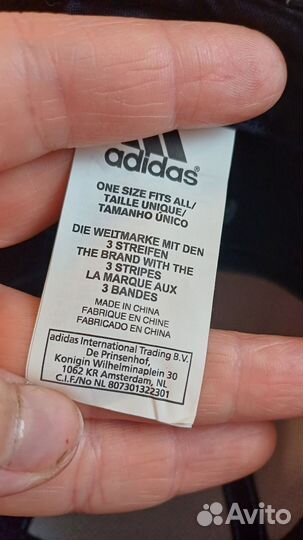 adidas®
ONE SIZE FITS ALL/
TAILLE UNIQUE/
TAMANHO ÚNICO
DIE WELTMARKE MIT DEN
3 STREIFEN
THE BRAND WITH THE
3 STRIPES
LA MARQUE AUX
3 BANDES
MADE IN CHINA
FABRIQUE EN CHINE
FABRICADO EN CHINA
adidas International Trading B.V.
De Prinsenhof,
Konigin Wilhelminaplein 30
1062 KR Amsterdam, NL
C.I.F./No NL 807301322301
Avito